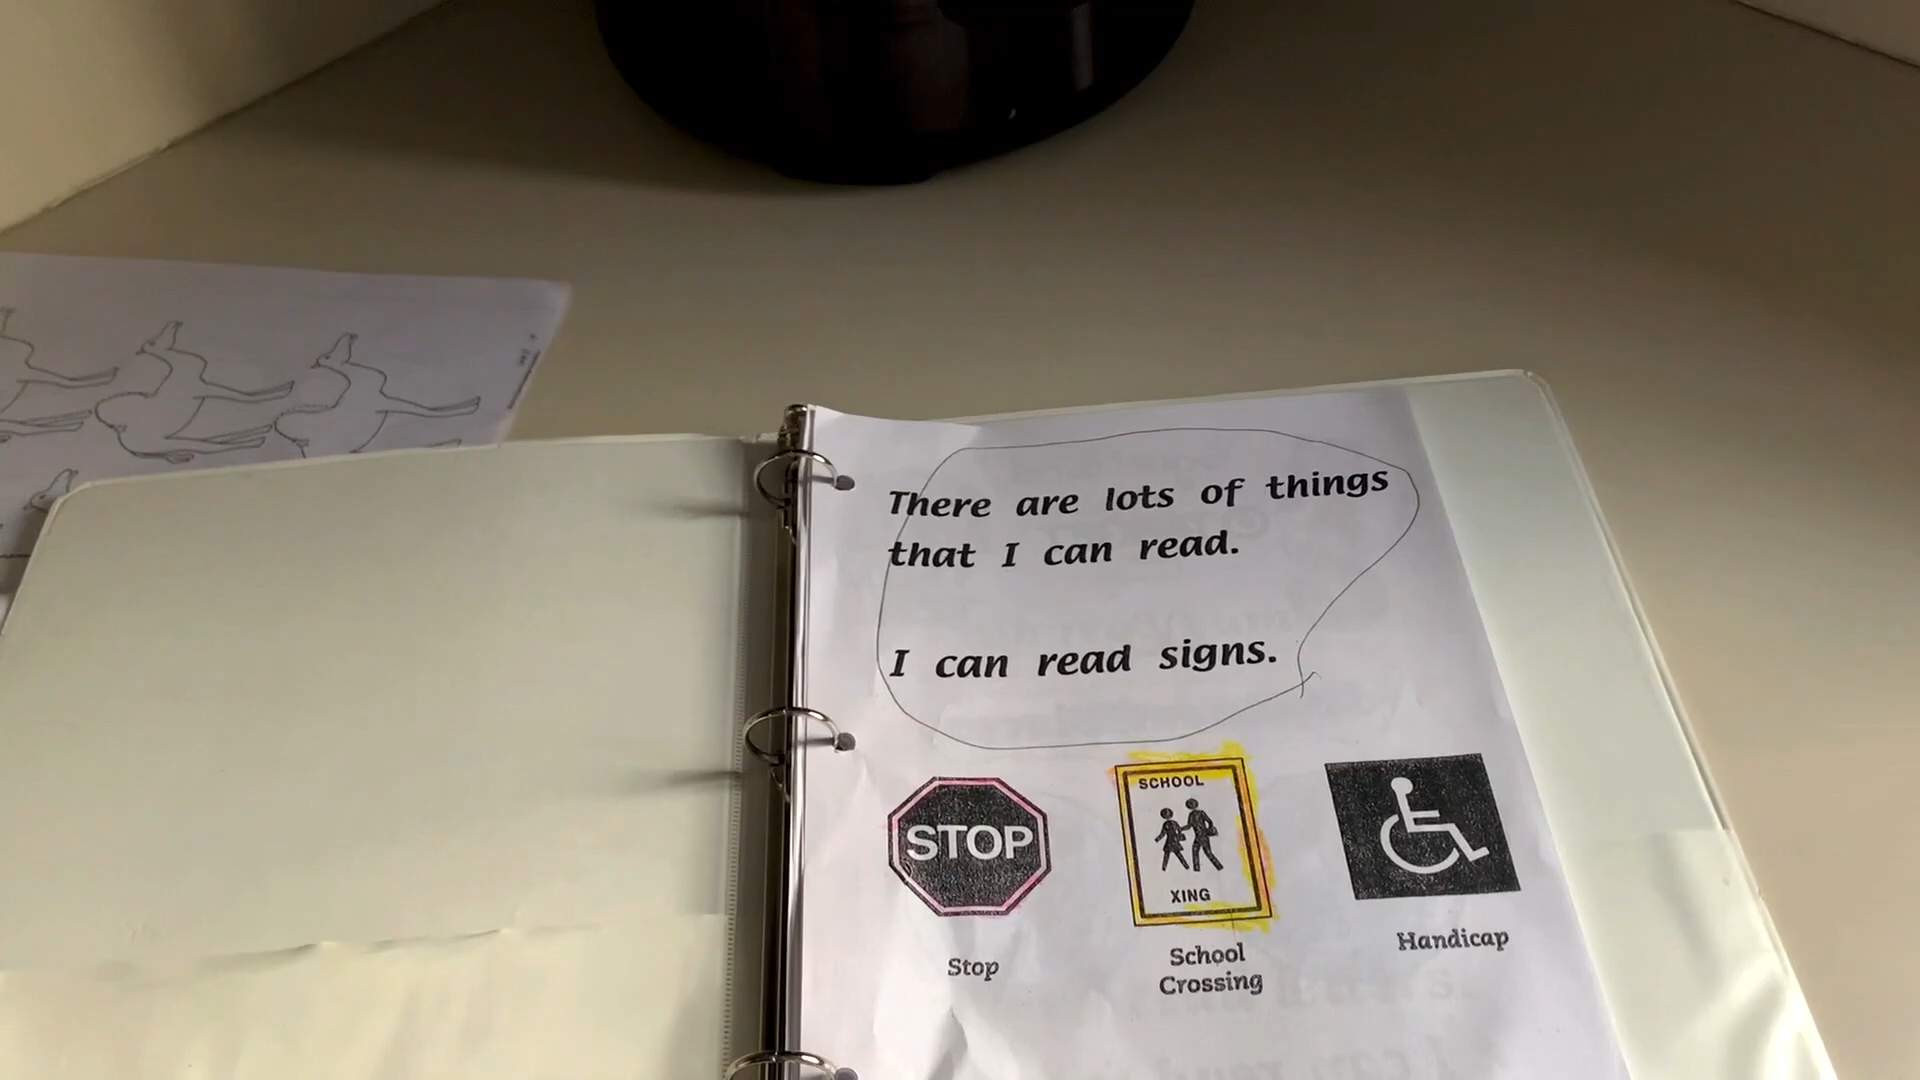 There are lots of things
that I can read.
I can read signs.
STOP
SCHOOL
XING
Stop
School
Crossing
Handicap